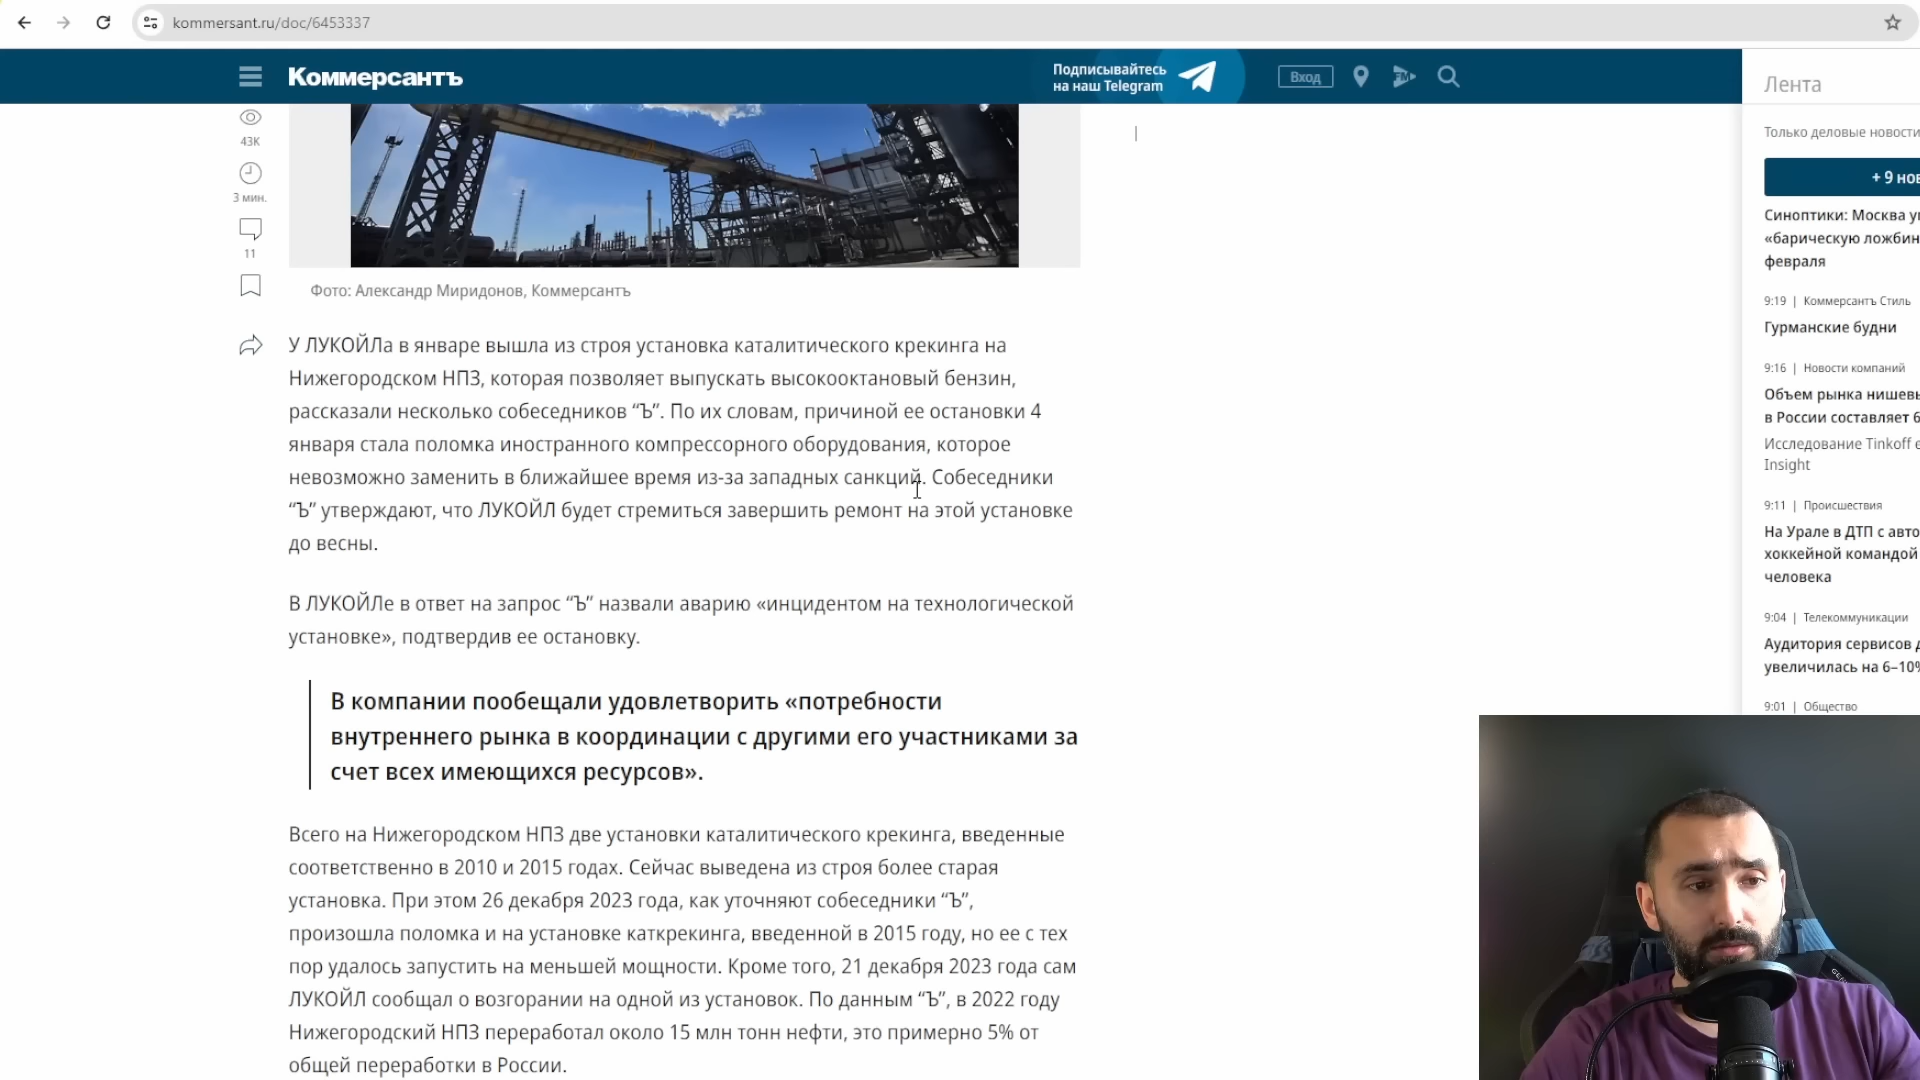 kommersant.ru/doc/6453337
Коммерсантъ
Подписывайтесь
на наш Telegram
Вход
FM
Лента
43K
3 мин.
11
Только деловые новости
+ 9 нов
Синоптики: Москва
«барическую ложбин
февраля
9:19 | Коммерсантъ Стиль
Гурманские будни
9:16 | Новости компаний
Объем рынка нишевы
в России составляет 6
Исследование Tinkoff e
Insight
9:11 | Происшествия
На Урале в ДТП с авто
хоккейной командой
человека
9:04 | Телекоммуникации
Аудитория сервисов д
увеличилась на 6–10%
9:01 | Общество
Фото: Александр Миридонов, Коммерсантъ
У ЛУКОЙЛа в январе вышла из строя установка каталитического крекинга на
Нижегородском НПЗ, которая позволяет выпускать высокооктановый бензин,
рассказали несколько собеседников “Ъ”. По их словам, причиной ее остановки 4
января стала поломка иностранного компрессорного оборудования, которое
невозможно заменить в ближайшее время из-за западных санкций. Собеседники
“Ъ” утверждают, что ЛУКОЙЛ будет стремиться завершить ремонт на этой установке
до весны.
В ЛУКОЙЛе в ответ на запрос “Ъ” назвали аварию «инцидентом на технологической
установке», подтвердив ее остановку.
В компании пообещали удовлетворить «потребности
внутреннего рынка в координации с другими его участниками за
счет всех имеющихся ресурсов».
Всего на Нижегородском НПЗ две установки каталитического крекинга, введенные
соответственно в 2010 и 2015 годах. Сейчас выведена из строя более старая
установка. При этом 26 декабря 2023 года, как уточняют собеседники “Ъ”,
произошла поломка и на установке каткрекинга, введенной в 2015 году, но ее с тех
пор удалось запустить на меньшей мощности. Кроме того, 21 декабря 2023 года сам
ЛУКОЙЛ сообщал о возгорании на одной из установок. По данным “Ъ”, в 2022 году
Нижегородский НПЗ переработал около 15 млн тонн нефти, это примерно 5% от
общей переработки в России.